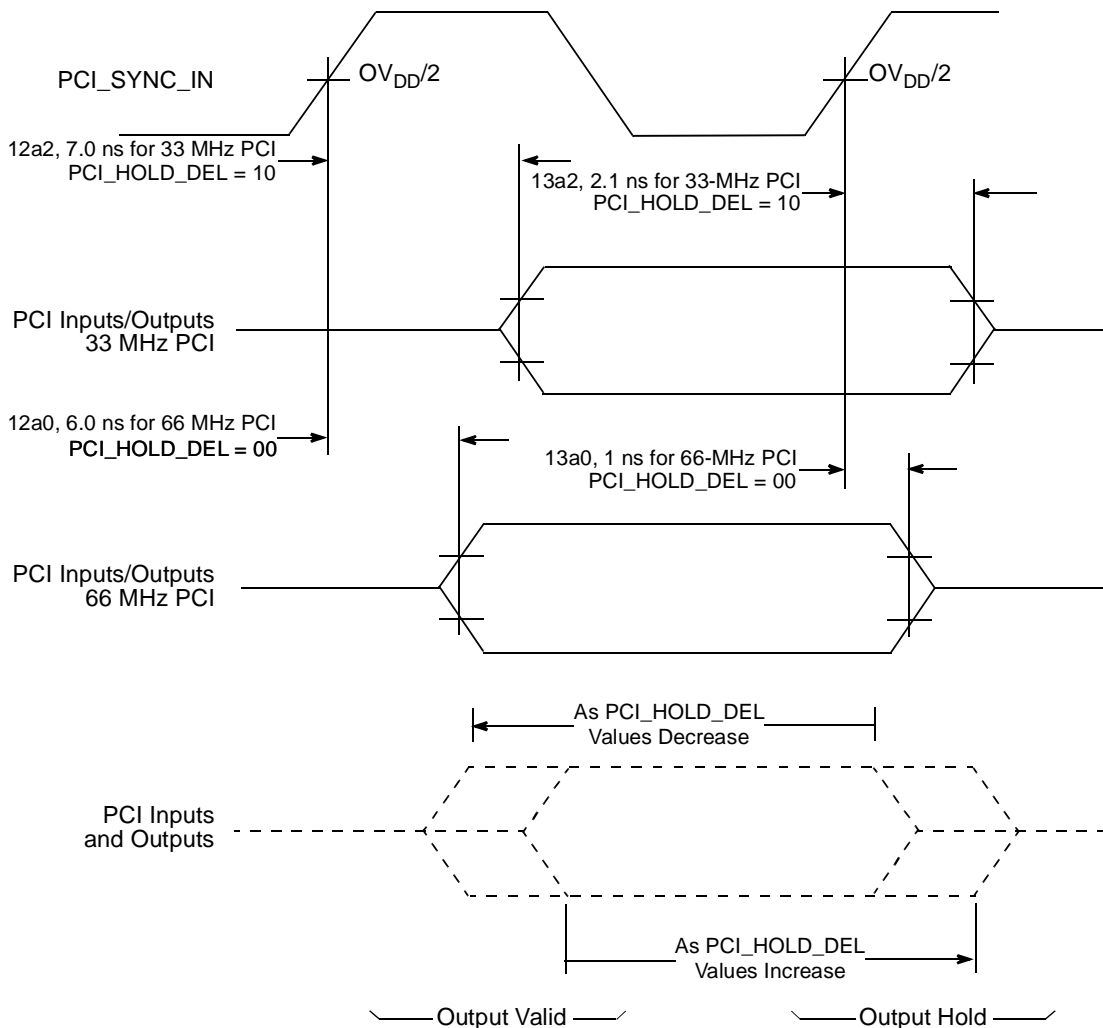 PCI_SYNC_IN
OVDD/2
OVDD/2
12a2, 7.0 ns for 33 MHz PCI
PCI_HOLD_DEL = 10
13a2, 2.1 ns for 33-MHz PCI
PCI_HOLD_DEL = 10
PCI Inputs/Outputs
33 MHz PCI
12a0, 6.0 ns for 66 MHz PCI
PCI_HOLD_DEL = 00
13a0, 1 ns for 66-MHz PCI
PCI_HOLD_DEL = 00
PCI Inputs/Outputs
66 MHz PCI
As PCI_HOLD_DEL
Values Decrease
PCI Inputs
and Outputs
As PCI_HOLD_DEL
Values Increase
Output Valid
Output Hold